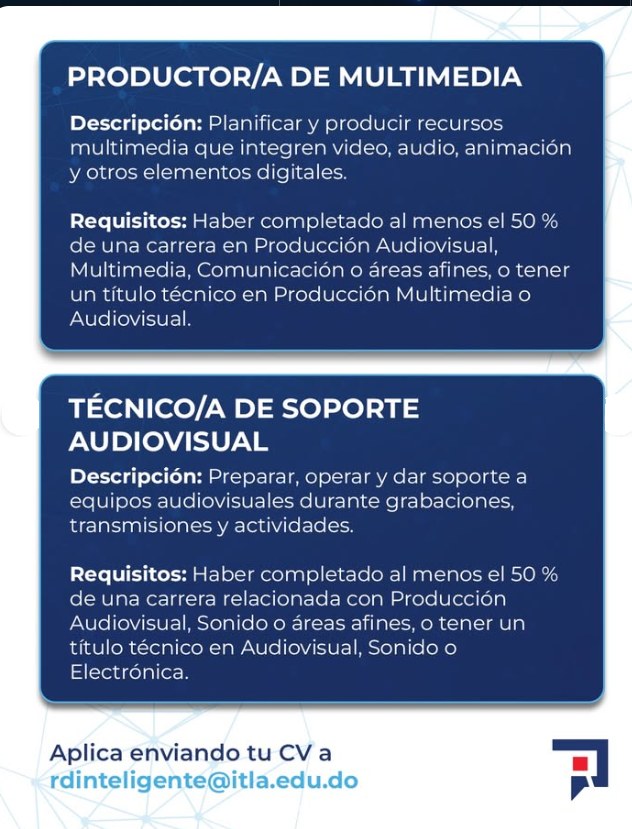 PRODUCTOR/A DE MULTIMEDIA
Descripción: Planificar y producir recursos
multimedia que integren video, audio, animación
y otros elementos digitales.
Requisitos: Haber completado al menos el 50 %
de una carrera en Producción Audiovisual,
Multimedia, Comunicación o áreas afines, o tener
un título técnico en Producción Multimedia o
Audiovisual.
TÉCNICO/A DE SOPORTE
AUDIOVISUAL
Descripción: Preparar, operar y dar soporte a
equipos audiovisuales durante grabaciones,
transmisiones y actividades.
Requisitos: Haber completado al menos el 50 %
de una carrera relacionada con Producción
Audiovisual, Sonido o áreas afines, o tener un
título técnico en Audiovisual, Sonido o
Electrónica.
Aplica enviando tu CV a
rdinteligente@itla.edu.do